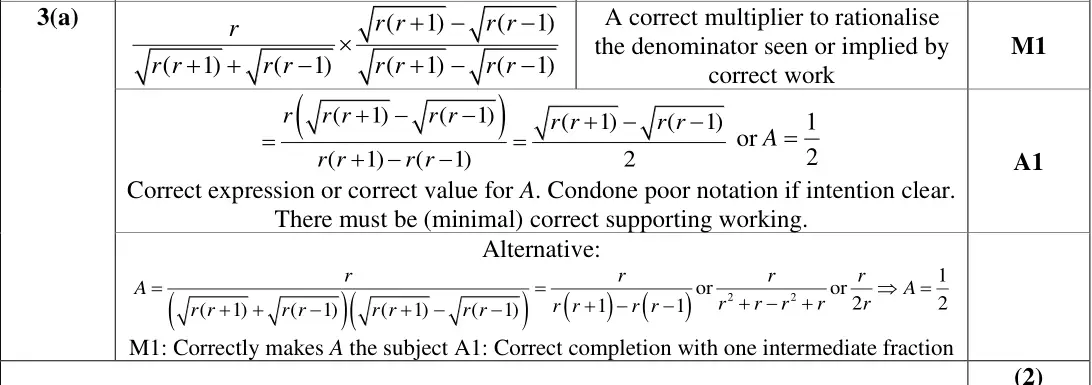 3(a)
r / (√(r(r+1)) + √(r(r−1))) × (√(r(r+1)) − √(r(r−1))) / (√(r(r+1)) − √(r(r−1)))
A correct multiplier to rationalise
the denominator seen or implied by
correct work
M1
= r(√(r(r+1)) − √(r(r−1))) / (r(r+1) − r(r−1)) = (√(r(r+1)) − √(r(r−1))) / 2 or A = 1/2
Correct expression or correct value for A. Condone poor notation if intention clear.
There must be (minimal) correct supporting working.
A1
Alternative:
A = r / ((√(r(r+1)) + √(r(r−1)))(√(r(r+1)) − √(r(r−1)))) = r / (r(r+1) − r(r−1)) or r / (r² + r − r² + r) or r / 2r ⇒ A = 1/2
M1: Correctly makes A the subject A1: Correct completion with one intermediate fraction
(2)